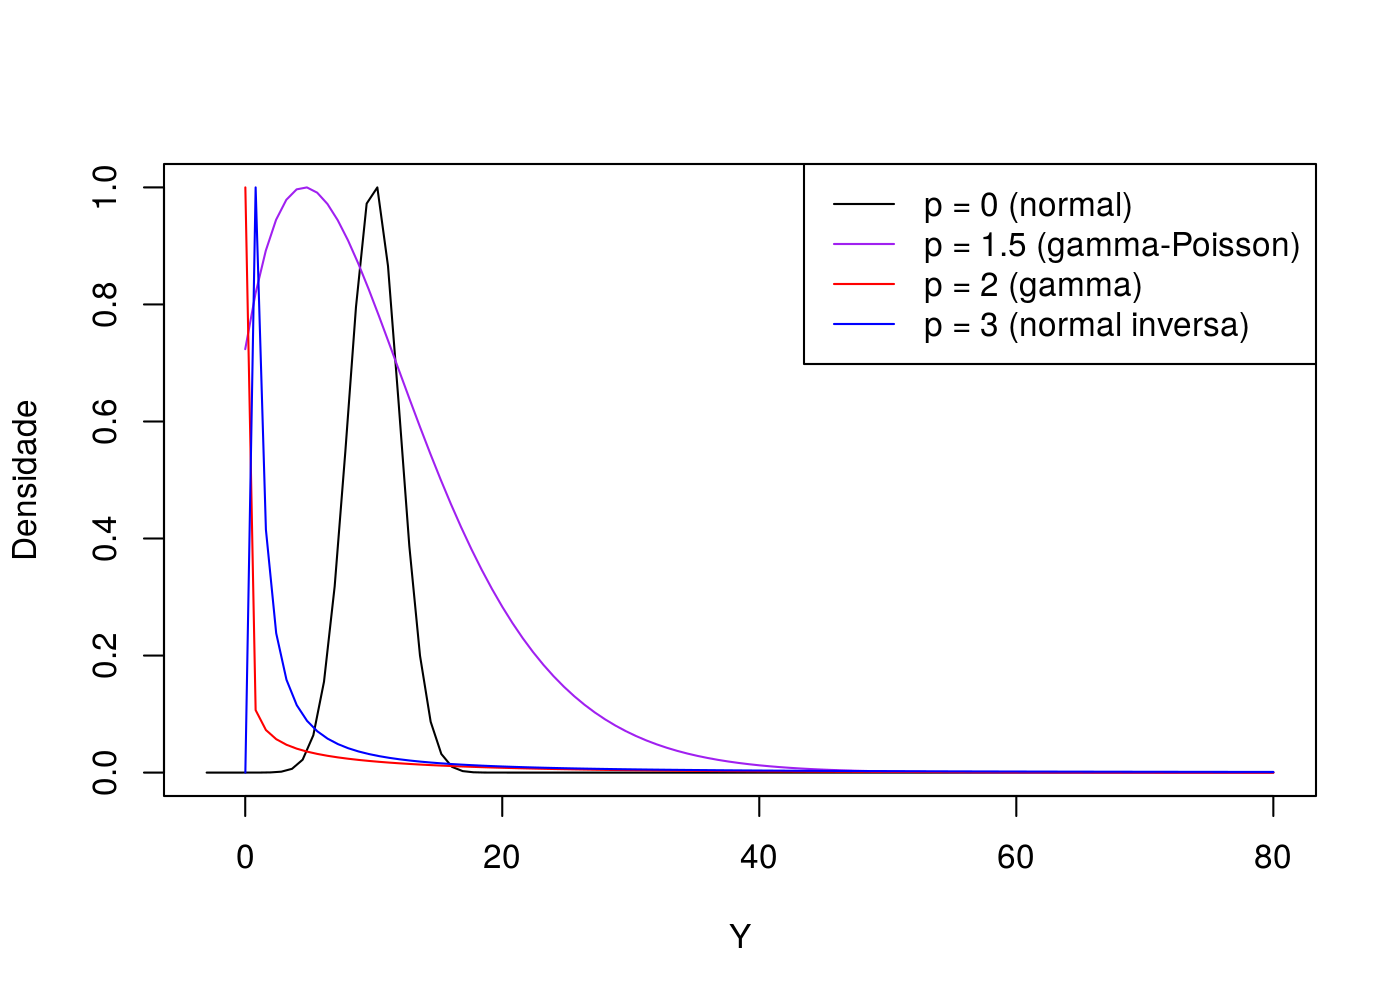 p = 0 (normal)
p = 1.5 (gamma-Poisson)
p = 2 (gamma)
p = 3 (normal inversa)
Densidade
1.0
0.8
0.6
0.4
0.2
0.0
0 20 40 60 80
Y